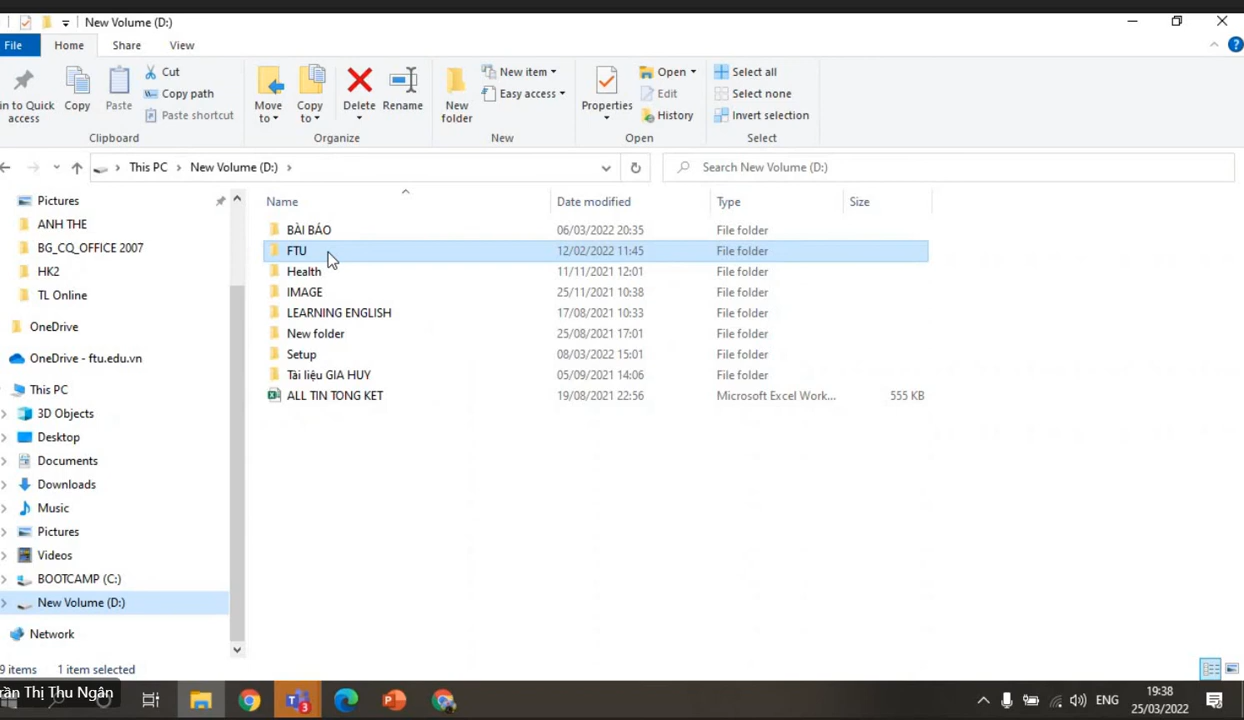 New Volume (D:)
File Home Share View
in to Quick access
Copy
Paste
Cut
Copy path
Paste shortcut
Clipboard
Move to
Copy to
Delete
Rename
Organize
New folder
New item
Easy access
New
Properties
Open
Edit
History
Open
Select all
Select none
Invert selection
Select
This PC New Volume (D:)
Search New Volume (D:)
Pictures
ANH THE
BG_CQ_OFFICE 2007
HK2
TL Online
OneDrive
OneDrive - ftu.edu.vn
This PC
3D Objects
Desktop
Documents
Downloads
Music
Pictures
Videos
BOOTCAMP (C:)
New Volume (D:)
Network
Name Date modified Type Size
BÀI BÁO 06/03/2022 20:35 File folder
FTU 12/02/2022 11:45 File folder
Health 11/11/2021 12:01 File folder
IMAGE 25/11/2021 10:38 File folder
LEARNING ENGLISH 17/08/2021 10:33 File folder
New folder 25/08/2021 17:01 File folder
Setup 08/03/2022 15:01 File folder
Tài liệu GIA HUY 05/09/2021 14:06 File folder
ALL TIN TONG KET 19/08/2021 22:56 Microsoft Excel Work... 555 KB
9 items 1 item selected
rần Thị Thu Ngân
3
ENG
19:38
25/03/2022